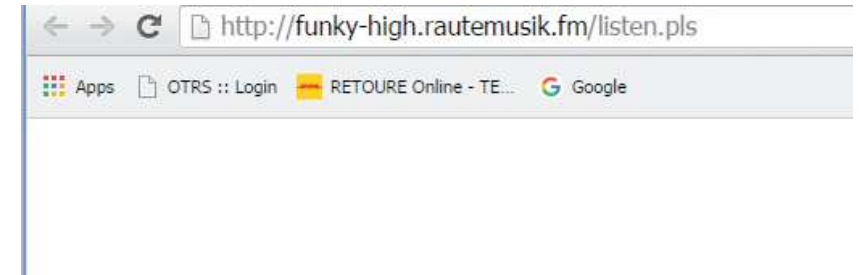 http://funky-high.rautemusik.fm/listen.pls
Apps OTRS :: Login RETOURE Online - TE... Google